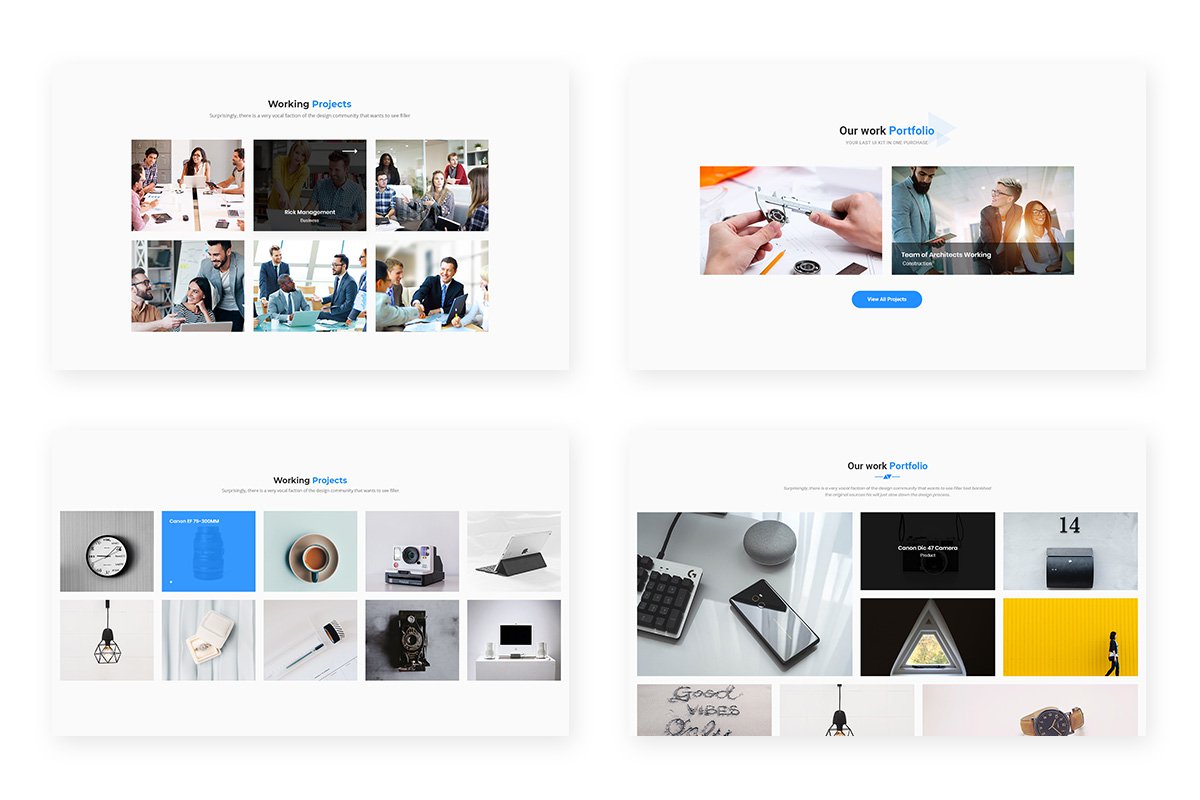 Working Projects
Surprisingly, there is a very vocal faction of the design community that wants to see filler
Rick Management
Business
Our work Portfolio
YOUR LAST UI KIT IN ONE PURCHASE
Team of Architects Working
Construction
View All Projects
Working Projects
Surprisingly, there is a very vocal faction of the design community that wants to see filler.
Canon EF 75-300MM
Our work Portfolio
Surprisingly, there is a very vocal faction of the design community that wants to see filler text banished
the original sources he will just slow down the design process.
G
Canon Dic 47 Camera
Product
14
Good
VIBES
Only